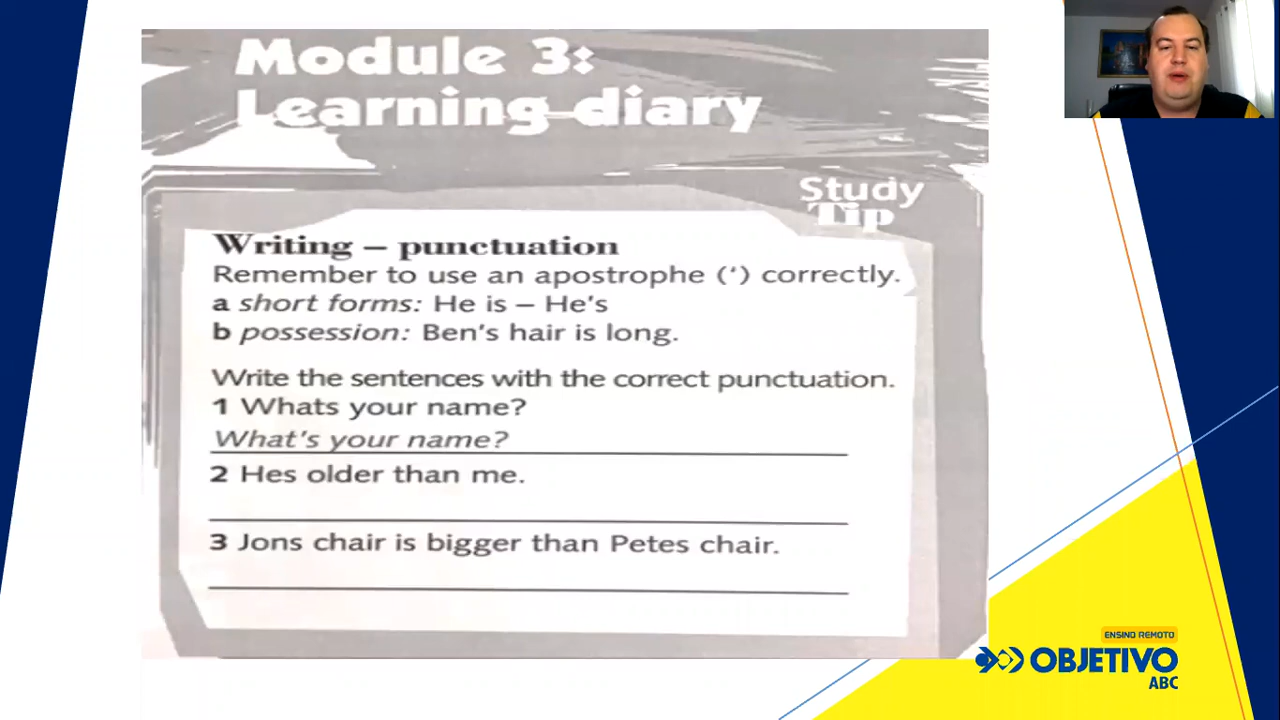 Module 3:
Learning diary
Study
Tip
Writing – punctuation
Remember to use an apostrophe (‘) correctly.
a short forms: He is – He's
b possession: Ben's hair is long.
Write the sentences with the correct punctuation.
1 Whats your name?
What's your name?
2 Hes older than me.
3 Jons chair is bigger than Petes chair.
ENSINO REMOTO
OBJETIVO
ABC